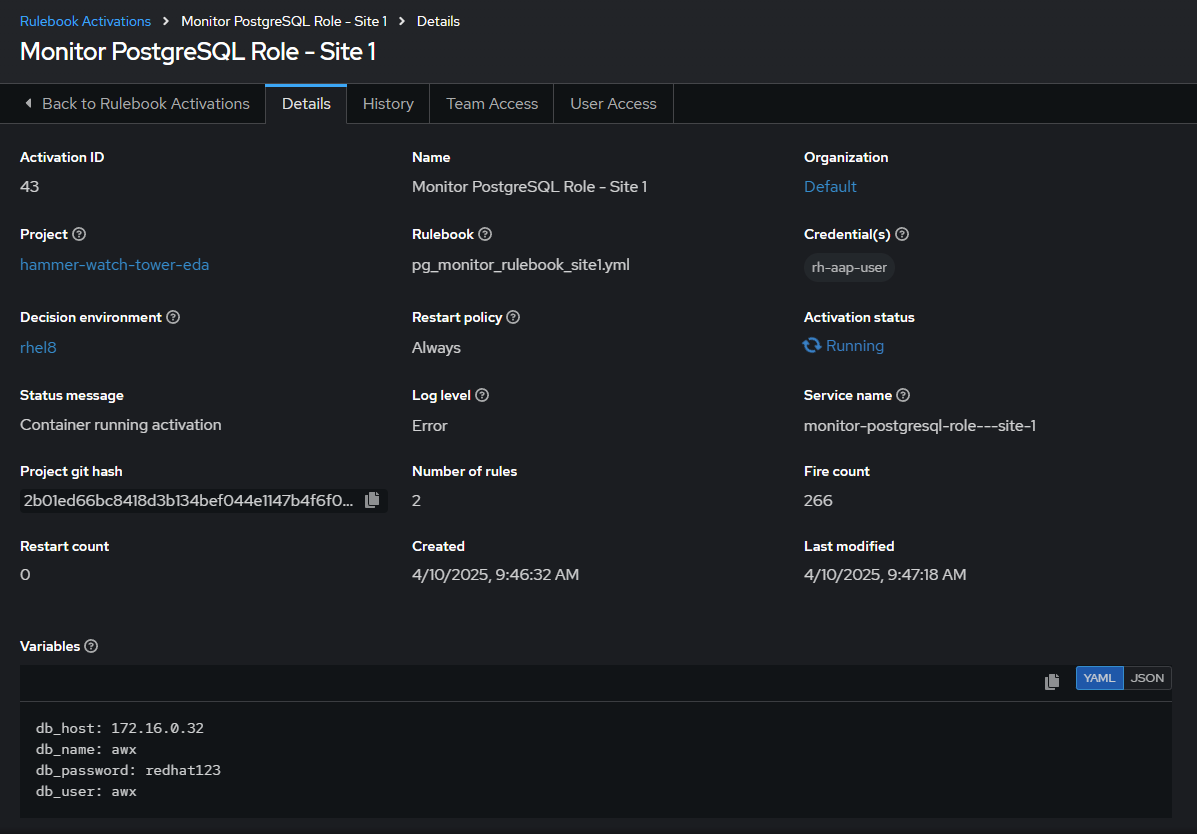 Rulebook Activations > Monitor PostgreSQL Role - Site 1 > Details
Monitor PostgreSQL Role - Site 1
Back to Rulebook Activations Details History Team Access User Access
Activation ID Name Organization
43 Monitor PostgreSQL Role - Site 1 Default
Project Rulebook Credential(s)
hammer-watch-tower-eda pg_monitor_rulebook_site1.yml rh-aap-user
Decision environment Restart policy Activation status
rhel8 Always Running
Status message Log level Service name
Container running activation Error monitor-postgresql-role---site-1
Project git hash Number of rules Fire count
2b01ed66bc8418d3b134bef044e1147b4f6f0... 2 266
Restart count Created Last modified
0 4/10/2025, 9:46:32 AM 4/10/2025, 9:47:18 AM
Variables
YAML JSON
db_host: 172.16.0.32
db_name: awx
db_password: redhat123
db_user: awx